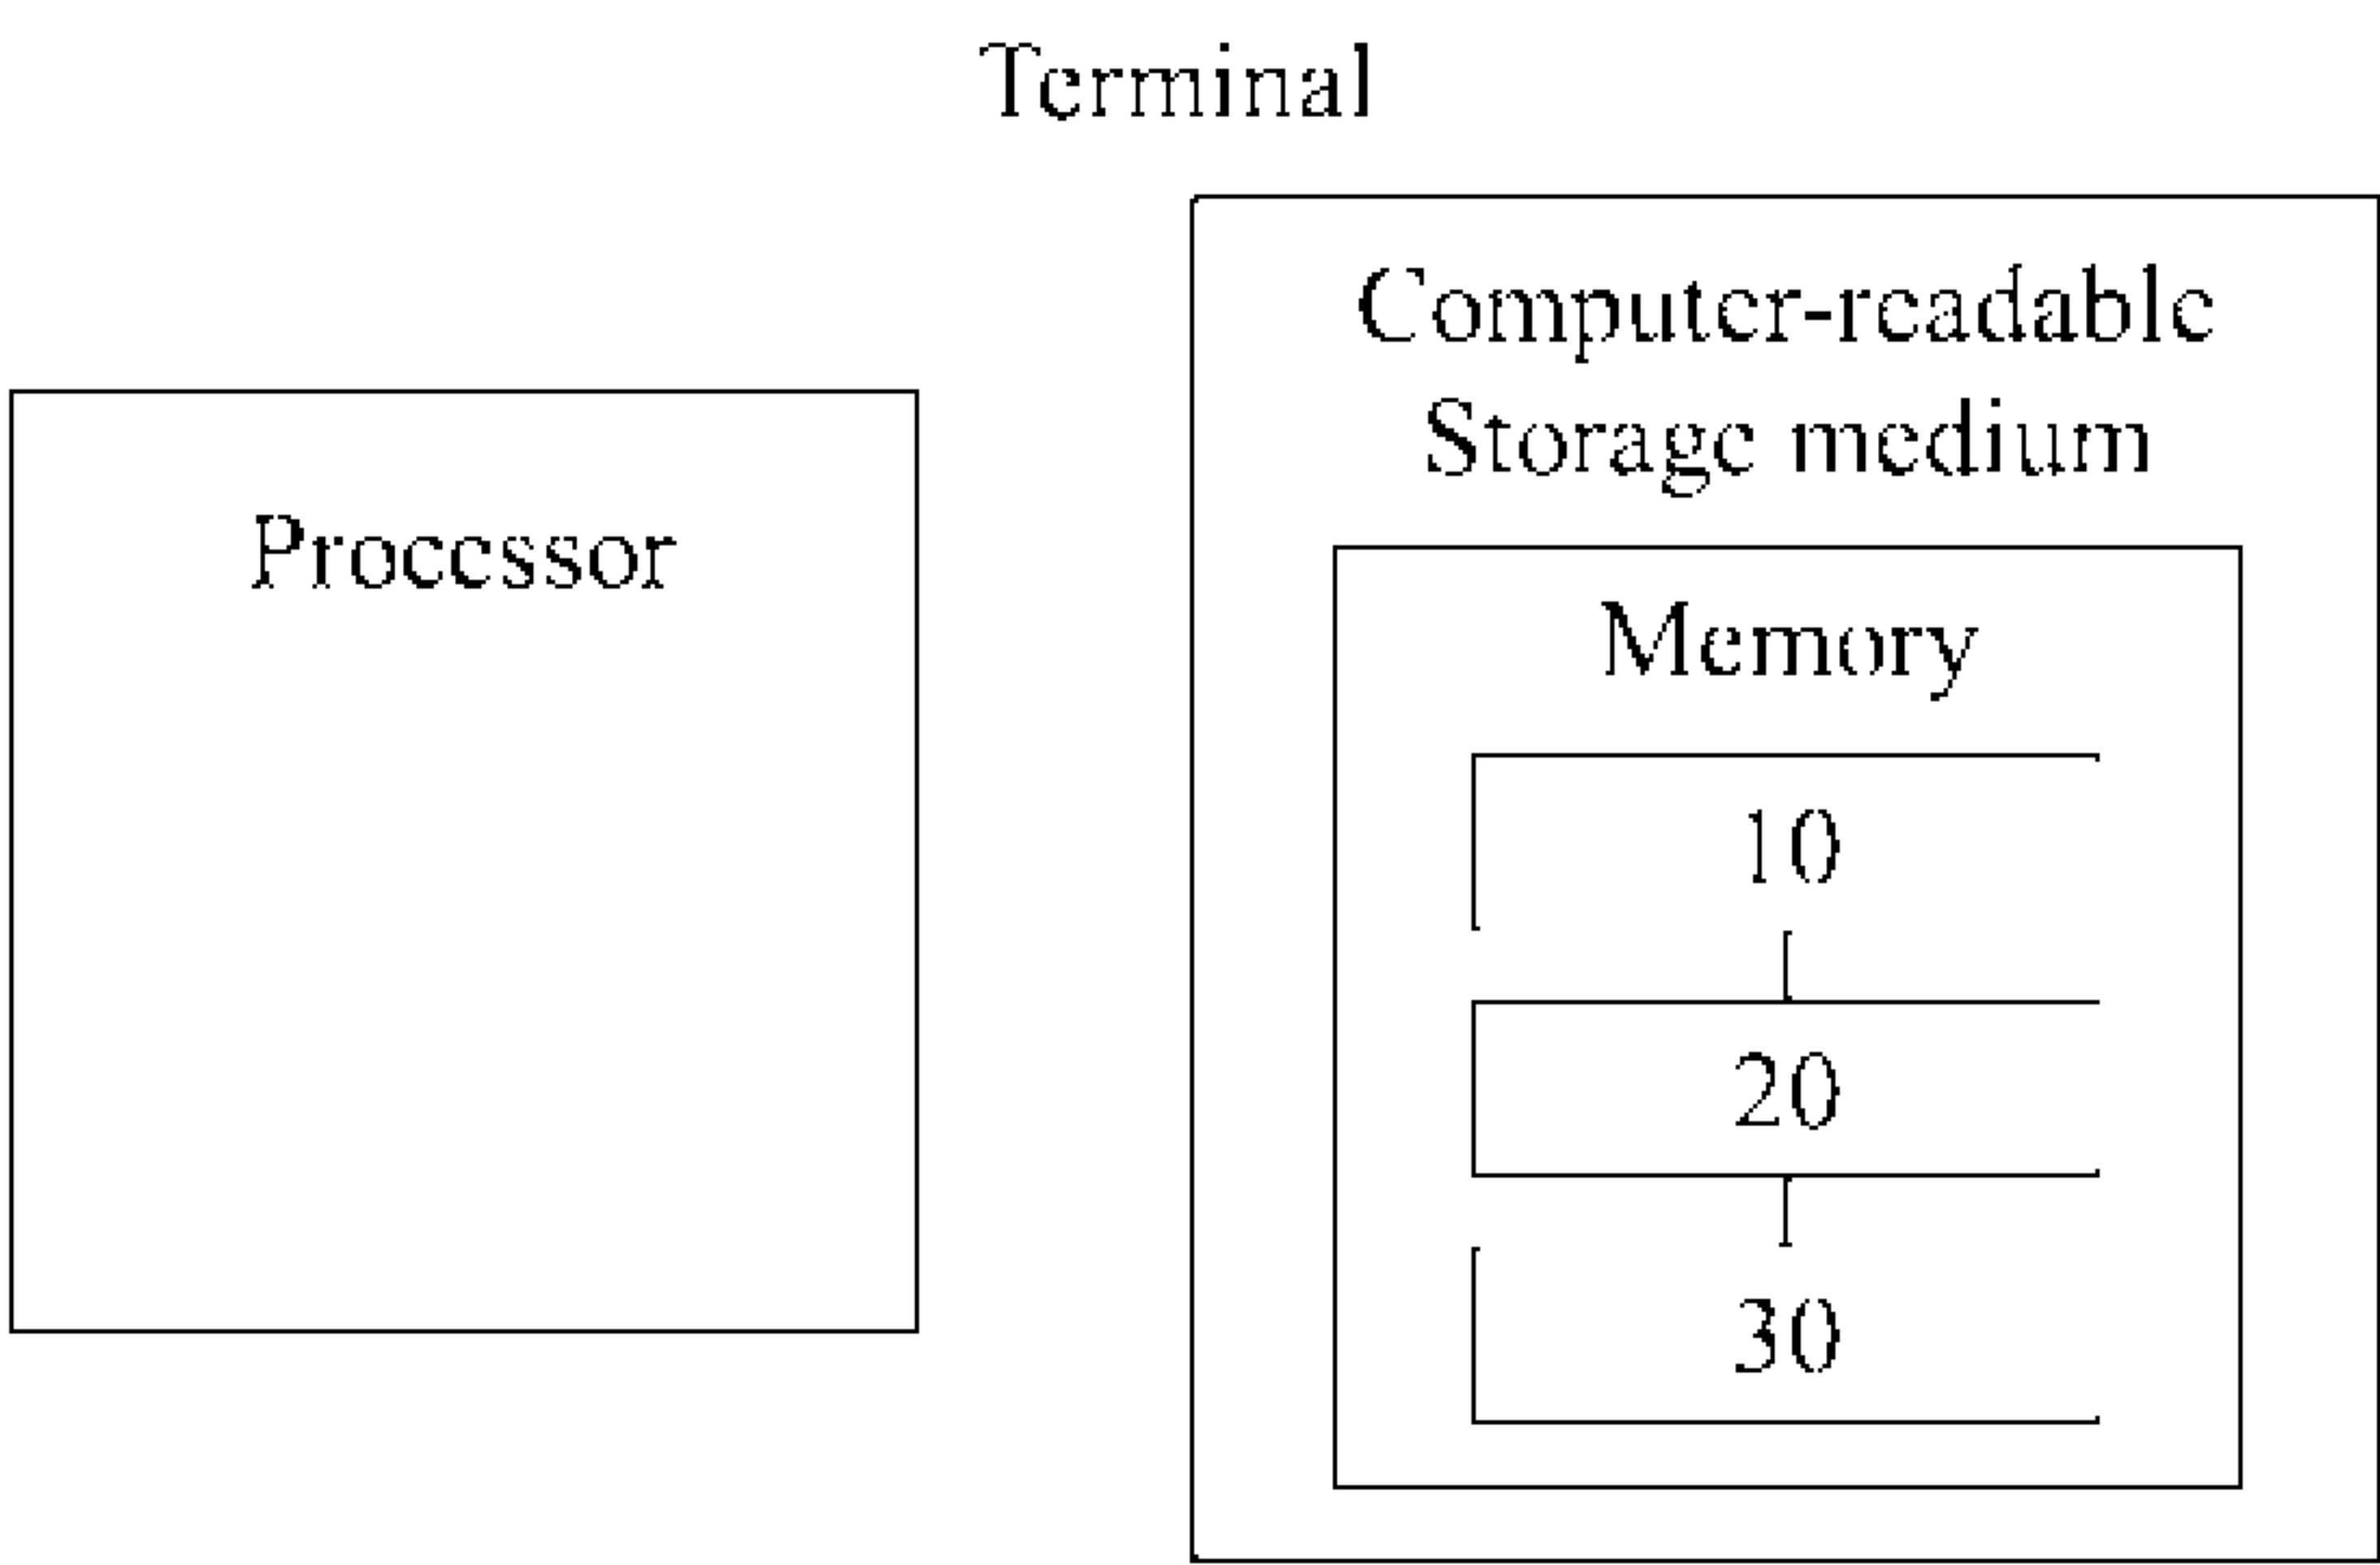 Terminal
Computer-readable
Storage medium
Processor
Memory
10
20
30